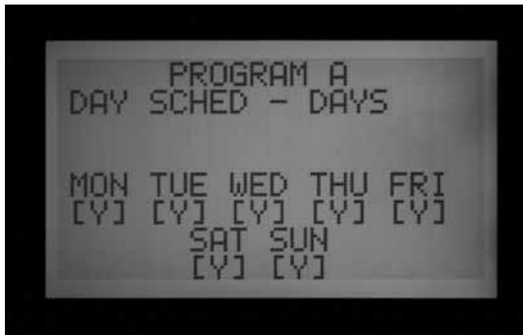 PROGRAM A
DAY SCHED - DAYS
MON TUE WED THU FRI
[Y] [Y] [Y] [Y] [Y]
SAT SUN
[Y] [Y]